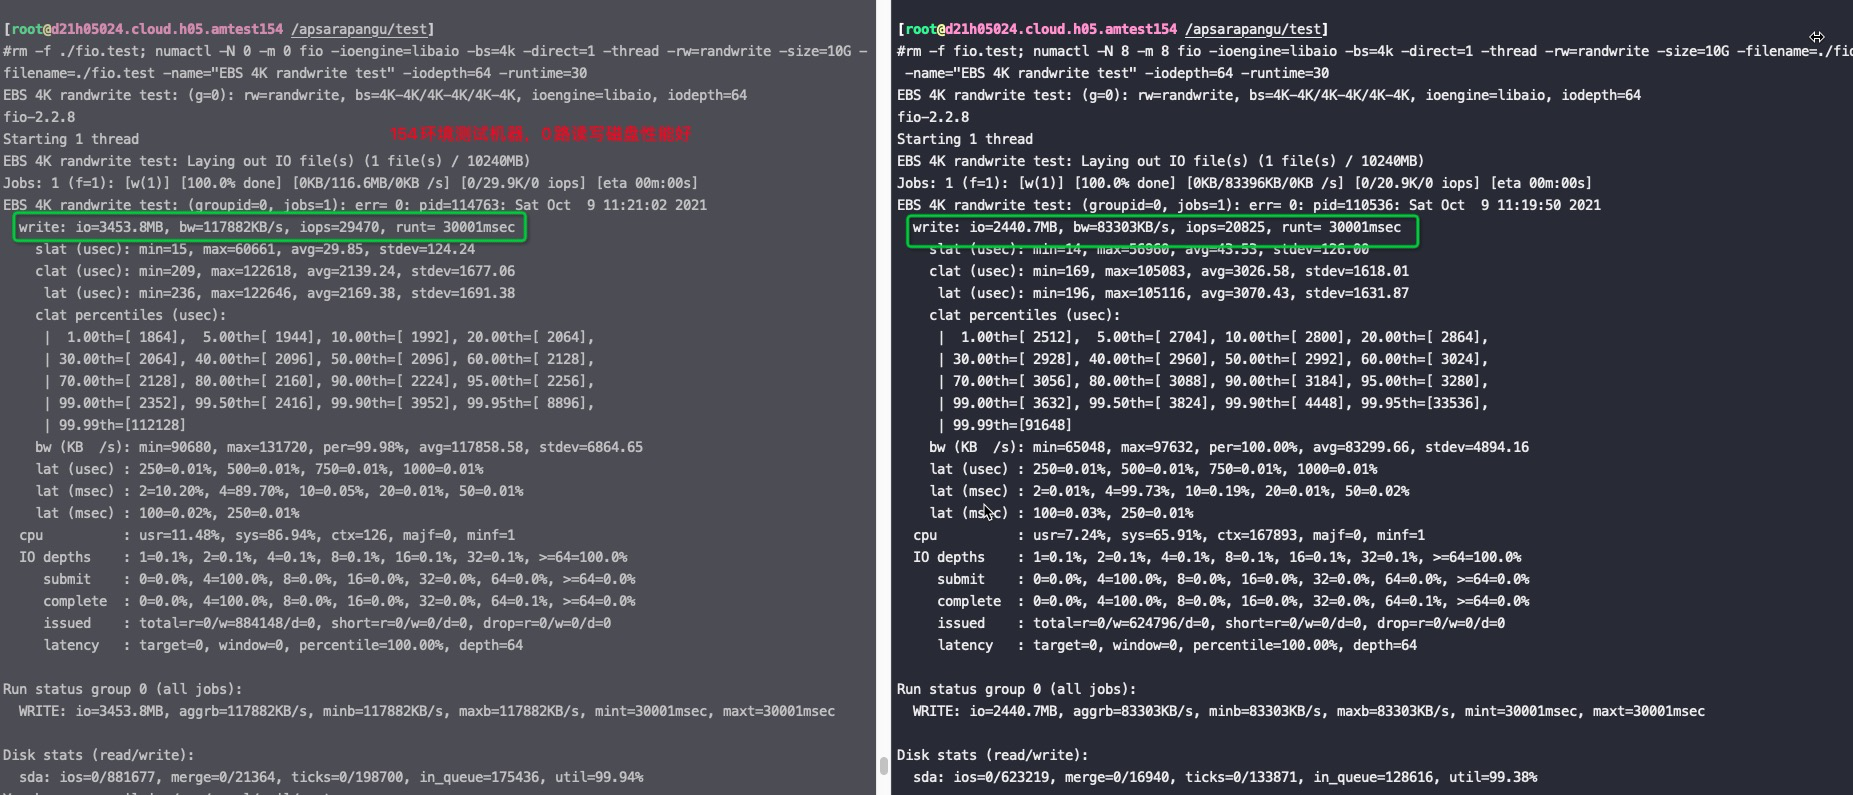 [root@d21h05024.cloud.h05.amtest154 /apsarapangu/test]
#rm -f ./fio.test; numactl -N 0 -m 0 fio -ioengine=libaio -bs=4k -direct=1 -thread -rw=randwrite -size=10G -
filename=./fio.test -name="EBS 4K randwrite test" -iodepth=64 -runtime=30
EBS 4K randwrite test: (g=0): rw=randwrite, bs=4K-4K/4K-4K/4K-4K, ioengine=libaio, iodepth=64
fio-2.2.8
154环境测试机器，0路读写磁盘性能好
Starting 1 thread
EBS 4K randwrite test: Laying out IO file(s) (1 file(s) / 10240MB)
Jobs: 1 (f=1): [w(1)] [100.0% done] [0KB/116.6MB/0KB /s] [0/29.9K/0 iops] [eta 00m:00s]
EBS 4K randwrite test: (groupid=0, jobs=1): err= 0: pid=114763: Sat Oct  9 11:21:02 2021
  write: io=3453.8MB, bw=117882KB/s, iops=29470, runt= 30001msec
    slat (usec): min=15, max=60661, avg=29.85, stdev=124.24
    clat (usec): min=209, max=122618, avg=2139.24, stdev=1677.06
     lat (usec): min=236, max=122646, avg=2169.38, stdev=1691.38
    clat percentiles (usec):
     |  1.00th=[ 1864],  5.00th=[ 1944], 10.00th=[ 1992], 20.00th=[ 2064],
     | 30.00th=[ 2064], 40.00th=[ 2096], 50.00th=[ 2096], 60.00th=[ 2128],
     | 70.00th=[ 2128], 80.00th=[ 2160], 90.00th=[ 2224], 95.00th=[ 2256],
     | 99.00th=[ 2352], 99.50th=[ 2416], 99.90th=[ 3952], 99.95th=[ 8896],
     | 99.99th=[112128]
    bw (KB  /s): min=90680, max=131720, per=99.98%, avg=117858.58, stdev=6864.65
    lat (usec) : 250=0.01%, 500=0.01%, 750=0.01%, 1000=0.01%
    lat (msec) : 2=10.20%, 4=89.70%, 10=0.05%, 20=0.01%, 50=0.01%
    lat (msec) : 100=0.02%, 250=0.01%
  cpu          : usr=11.48%, sys=86.94%, ctx=126, majf=0, minf=1
  IO depths    : 1=0.1%, 2=0.1%, 4=0.1%, 8=0.1%, 16=0.1%, 32=0.1%, >=64=100.0%
     submit    : 0=0.0%, 4=100.0%, 8=0.0%, 16=0.0%, 32=0.0%, 64=0.0%, >=64=0.0%
     complete  : 0=0.0%, 4=100.0%, 8=0.0%, 16=0.0%, 32=0.0%, 64=0.1%, >=64=0.0%
     issued    : total=r=0/w=884148/d=0, short=r=0/w=0/d=0, drop=r=0/w=0/d=0
     latency   : target=0, window=0, percentile=100.00%, depth=64
Run status group 0 (all jobs):
  WRITE: io=3453.8MB, aggrb=117882KB/s, minb=117882KB/s, maxb=117882KB/s, mint=30001msec, maxt=30001msec
Disk stats (read/write):
  sda: ios=0/881677, merge=0/21364, ticks=0/198700, in_queue=175436, util=99.94%
[root@d21h05024.cloud.h05.amtest154 /apsarapangu/test]
#rm -f fio.test; numactl -N 8 -m 8 fio -ioengine=libaio -bs=4k -direct=1 -thread -rw=randwrite -size=10G -filename=./fio
 -name="EBS 4K randwrite test" -iodepth=64 -runtime=30
EBS 4K randwrite test: (g=0): rw=randwrite, bs=4K-4K/4K-4K/4K-4K, ioengine=libaio, iodepth=64
fio-2.2.8
Starting 1 thread
EBS 4K randwrite test: Laying out IO file(s) (1 file(s) / 10240MB)
Jobs: 1 (f=1): [w(1)] [100.0% done] [0KB/83396KB/0KB /s] [0/20.9K/0 iops] [eta 00m:00s]
EBS 4K randwrite test: (groupid=0, jobs=1): err= 0: pid=110536: Sat Oct  9 11:19:50 2021
  write: io=2440.7MB, bw=83303KB/s, iops=20825, runt= 30001msec
    slat (usec): min=14, max=56960, avg=43.53, stdev=126.00
    clat (usec): min=169, max=105083, avg=3026.58, stdev=1618.01
     lat (usec): min=196, max=105116, avg=3070.43, stdev=1631.87
    clat percentiles (usec):
     |  1.00th=[ 2512],  5.00th=[ 2704], 10.00th=[ 2800], 20.00th=[ 2864],
     | 30.00th=[ 2928], 40.00th=[ 2960], 50.00th=[ 2992], 60.00th=[ 3024],
     | 70.00th=[ 3056], 80.00th=[ 3088], 90.00th=[ 3184], 95.00th=[ 3280],
     | 99.00th=[ 3632], 99.50th=[ 3824], 99.90th=[ 4448], 99.95th=[33536],
     | 99.99th=[91648]
    bw (KB  /s): min=65048, max=97632, per=100.00%, avg=83299.66, stdev=4894.16
    lat (usec) : 250=0.01%, 500=0.01%, 750=0.01%, 1000=0.01%
    lat (msec) : 2=0.01%, 4=99.73%, 10=0.19%, 20=0.01%, 50=0.02%
    lat (msec) : 100=0.03%, 250=0.01%
  cpu          : usr=7.24%, sys=65.91%, ctx=167893, majf=0, minf=1
  IO depths    : 1=0.1%, 2=0.1%, 4=0.1%, 8=0.1%, 16=0.1%, 32=0.1%, >=64=100.0%
     submit    : 0=0.0%, 4=100.0%, 8=0.0%, 16=0.0%, 32=0.0%, 64=0.0%, >=64=0.0%
     complete  : 0=0.0%, 4=100.0%, 8=0.0%, 16=0.0%, 32=0.0%, 64=0.1%, >=64=0.0%
     issued    : total=r=0/w=624796/d=0, short=r=0/w=0/d=0, drop=r=0/w=0/d=0
     latency   : target=0, window=0, percentile=100.00%, depth=64
Run status group 0 (all jobs):
  WRITE: io=2440.7MB, aggrb=83303KB/s, minb=83303KB/s, maxb=83303KB/s, mint=30001msec, maxt=30001msec
Disk stats (read/write):
  sda: ios=0/623219, merge=0/16940, ticks=0/133871, in_queue=128616, util=99.38%